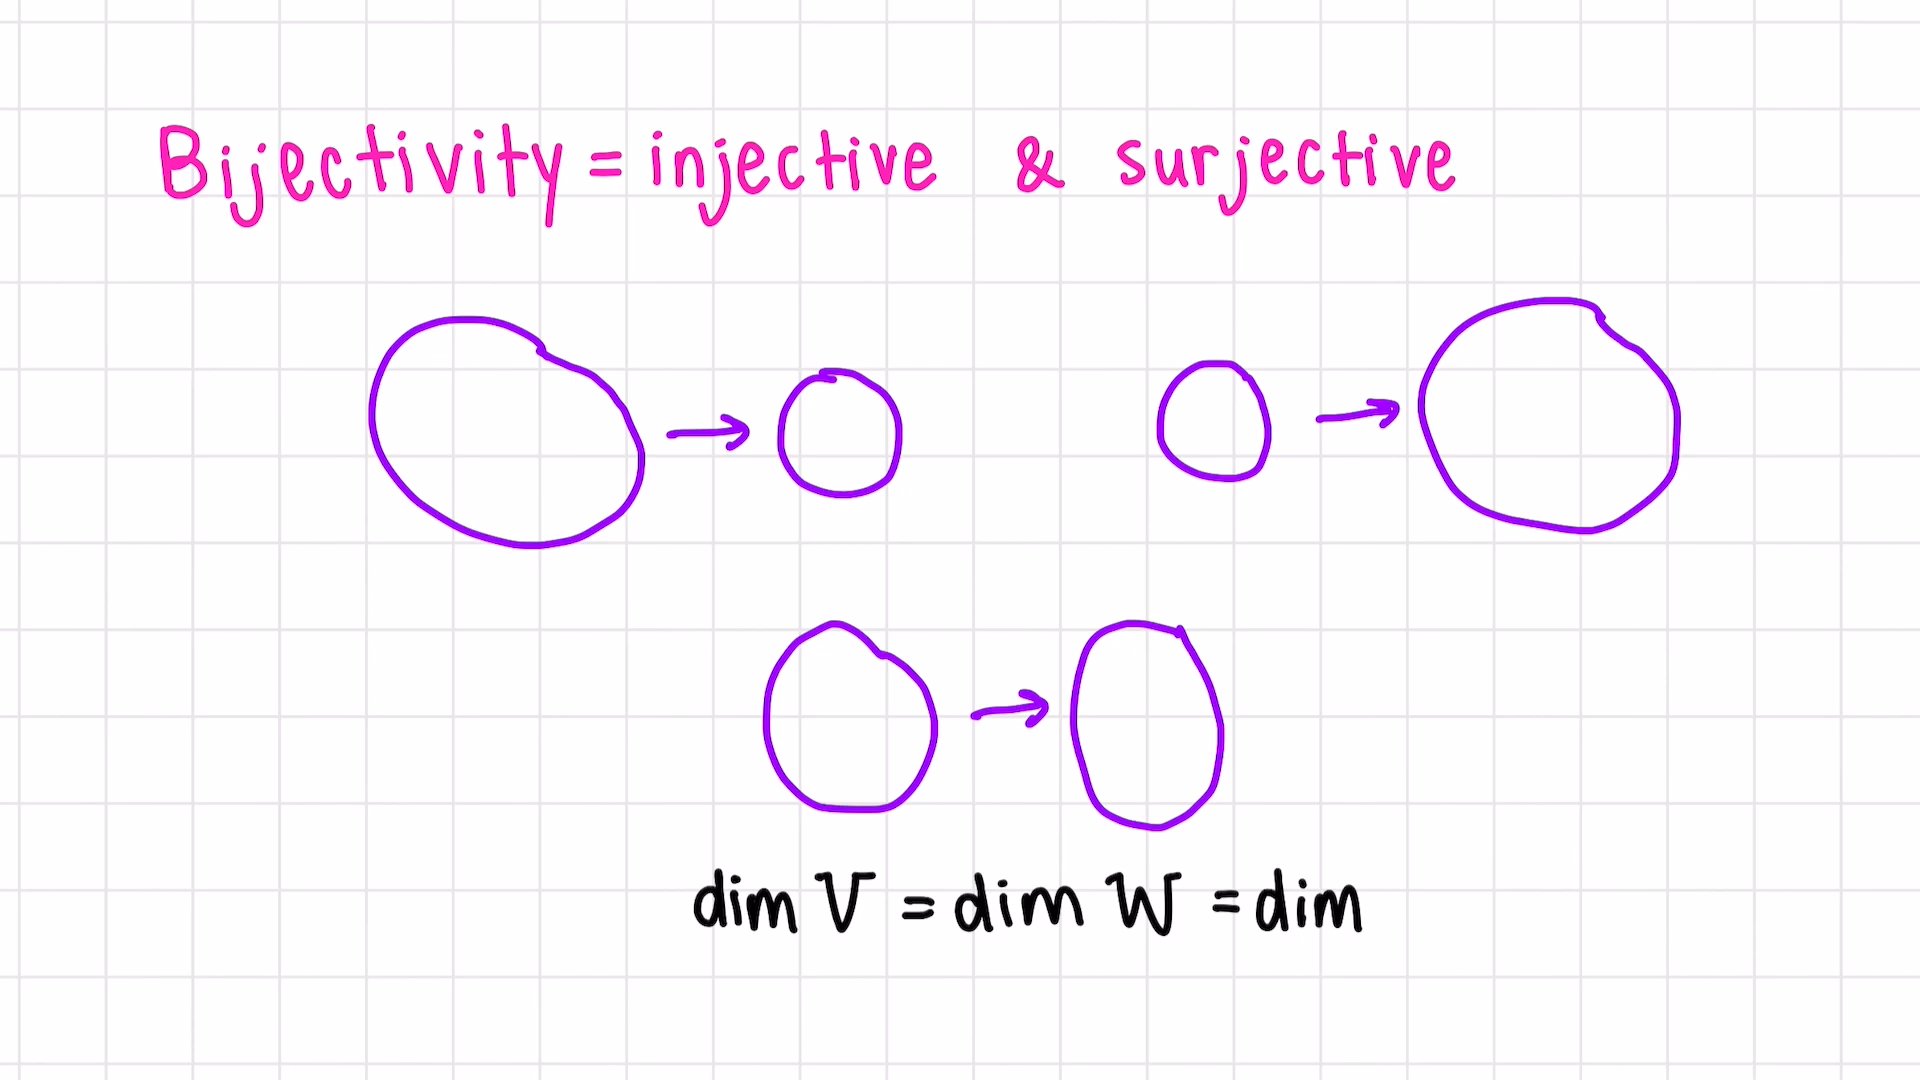 Bijectivity = injective & surjective
dim V = dim W = dim